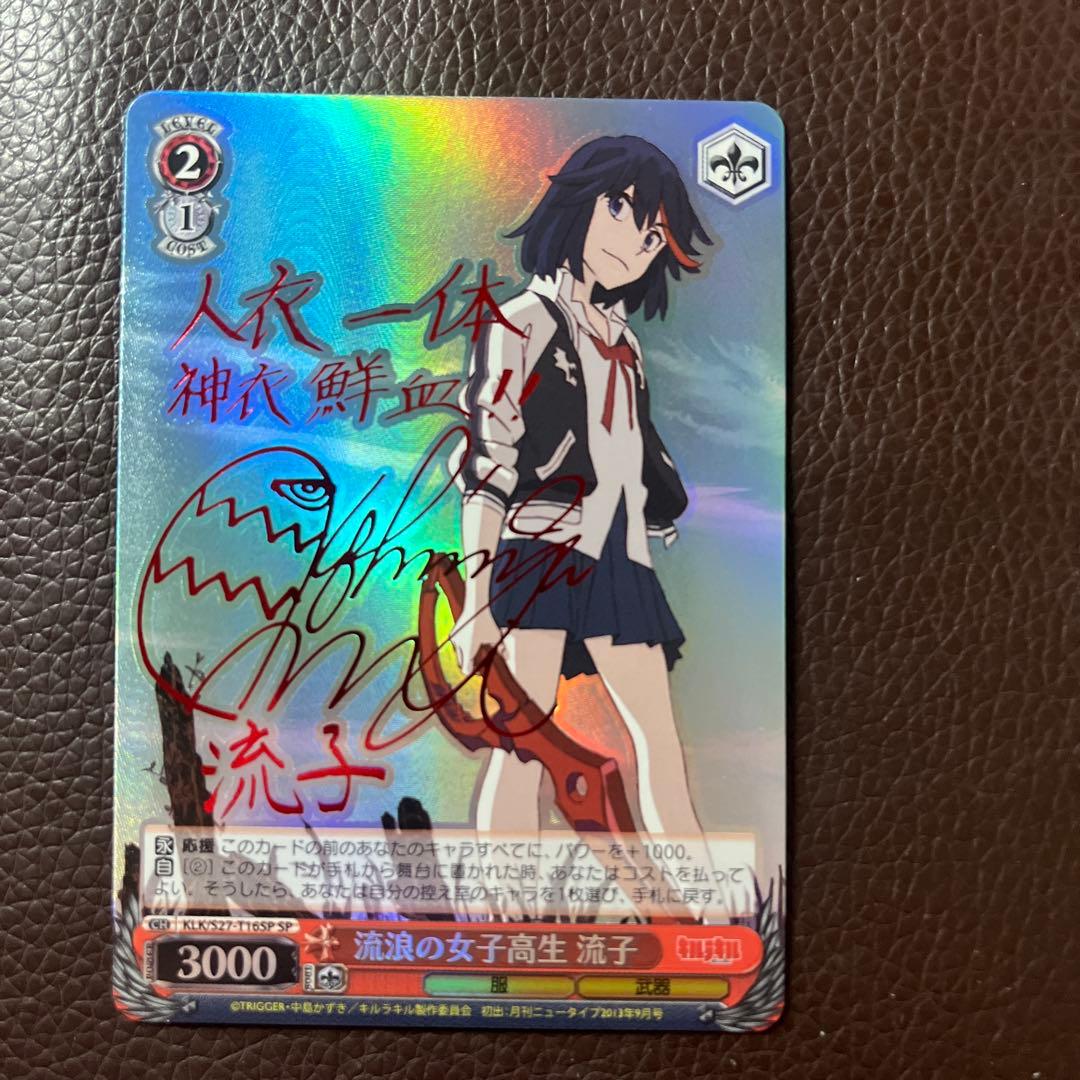 LEVEL
2
1
COST
人衣一体
神衣鮮血!!
流子
永 応援 このカードの前のあなたのキャラすべてに、パワーを+1000。
自 [②] このカードが手札から舞台に置かれた時、あなたはコストを払って
よい。そうしたら、あなたは自分の控え室のキャラを1枚選び、手札に戻す。
CH KLK/S27-T16SP SP
3000
流浪の女子高生 流子
キルラキル
服
武器
©TRIGGER・中島かずき/キルラキル製作委員会 初出:月刊ニュータイプ2013年9月号